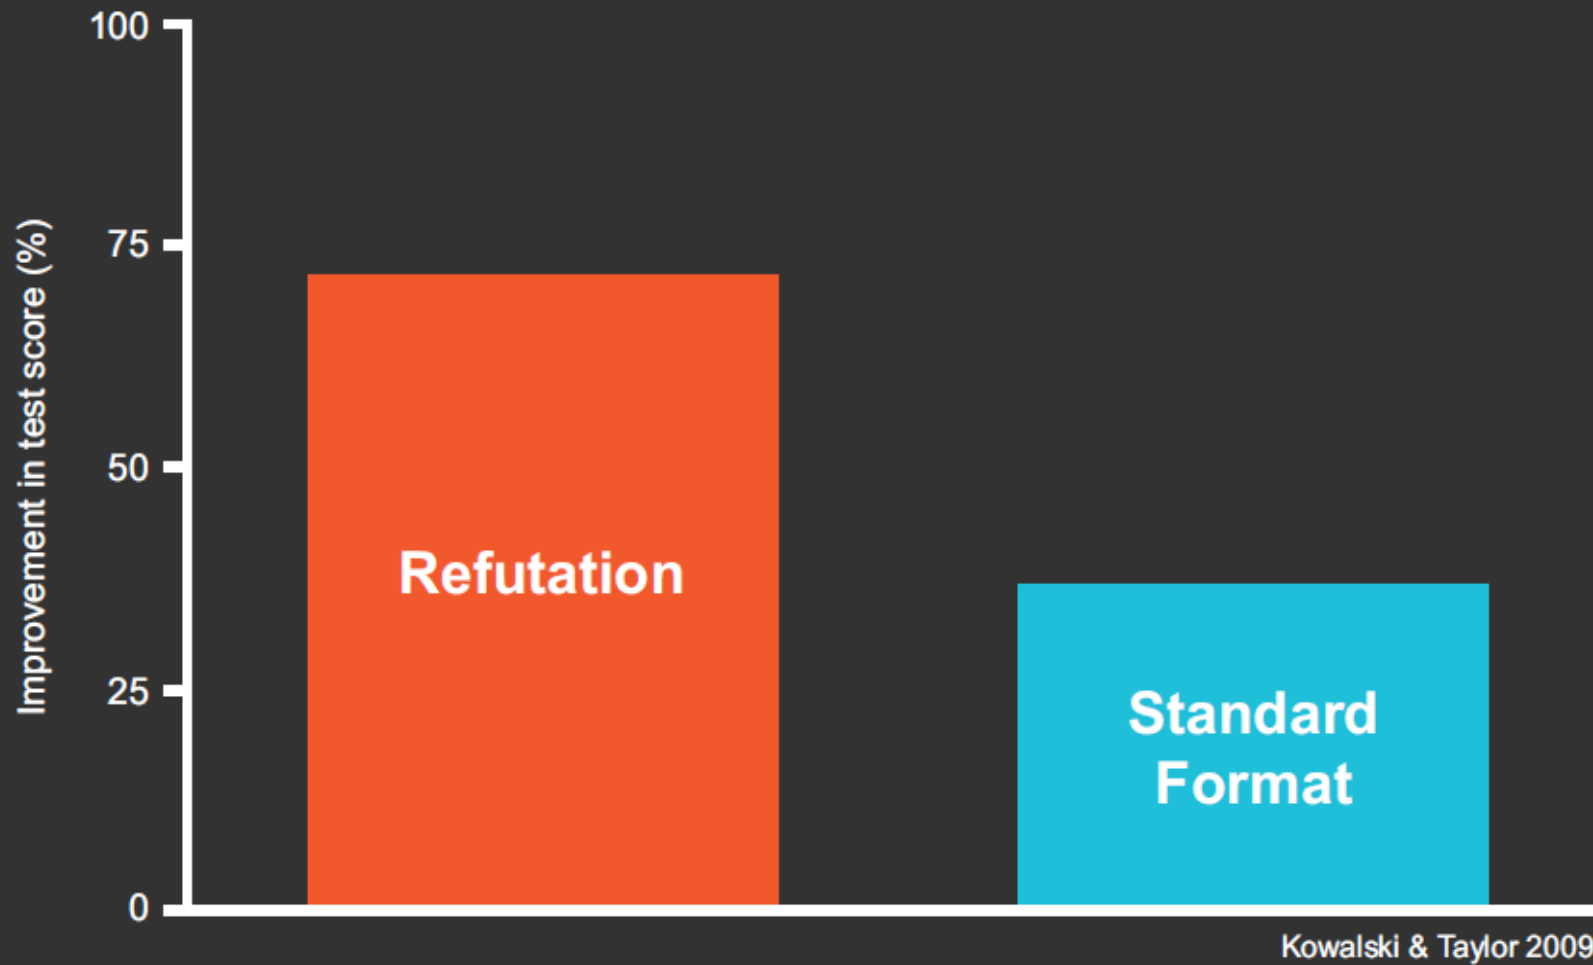 Improvement in test score (%)
100
75
50
25
0
Refutation
Standard
Format
Kowalski & Taylor 2009